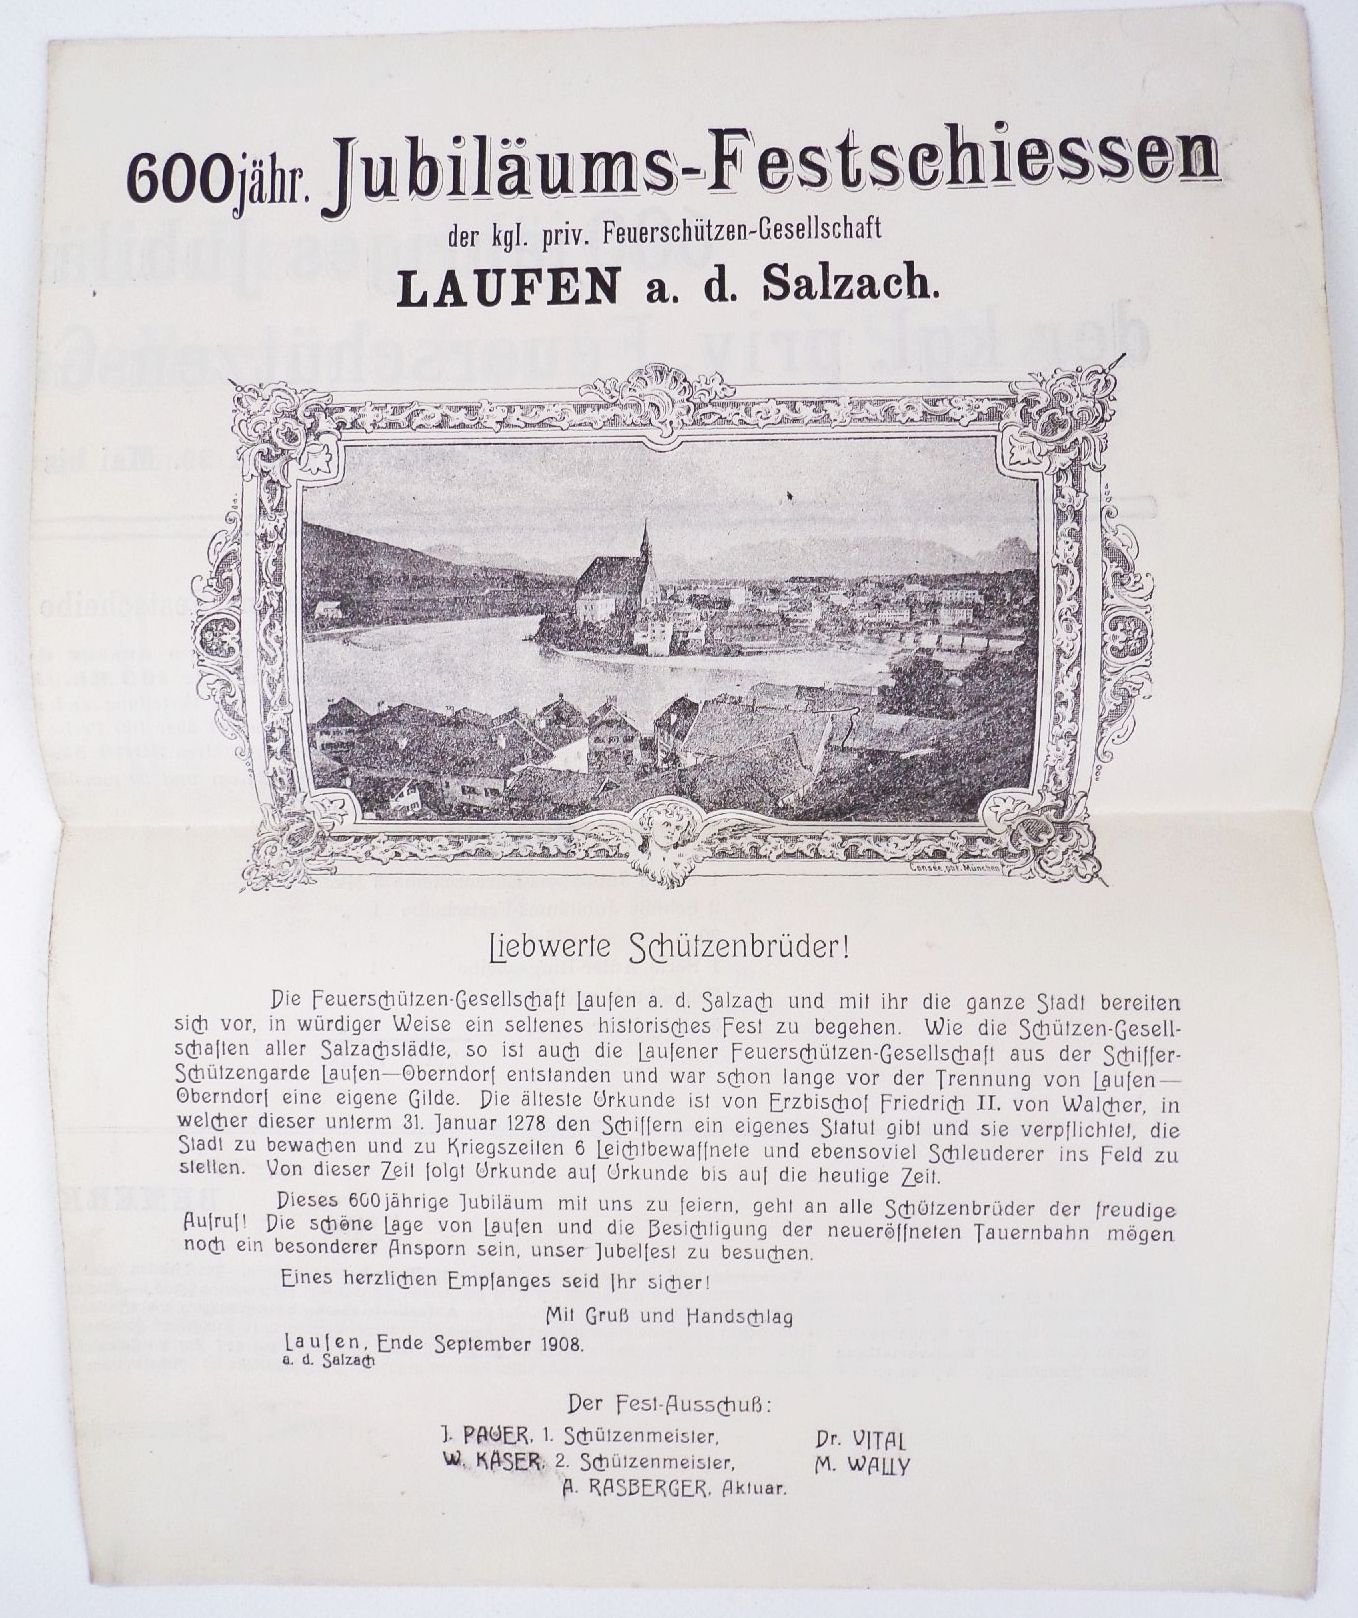 600jähr. Jubiläums-Festschiessen
der kgl. priv. Feuerschützen-Gesellschaft
LAUFEN a. d. Salzach.
Consée, pht. München
Liebwerte Schützenbrüder!
Die Feuerschützen-Gesellschaft Laufen a. d. Salzach und mit ihr die ganze Stadt bereiten
sich vor, in würdiger Weise ein seltenes historisches Fest zu begehen. Wie die Schützen-Gesell-
schaften aller Salzachstädte, so ist auch die Laufener Feuerschützen-Gesellschaft aus der Schiffer-
Schützengarde Laufen—Oberndorf entstanden und war schon lange vor der Trennung von Laufen—
Oberndorf eine eigene Gilde. Die älteste Urkunde ist von Erzbischof Friedrich II. von Walcher, in
welcher dieser unterm 31. Januar 1278 den Schiffern ein eigenes Statut gibt und sie verpflichtet, die
Stadt zu bewachen und zu Kriegszeiten 6 Leichtbewaffnete und ebensoviel Schleuderer ins Feld zu
stellen. Von dieser Zeit folgt Urkunde auf Urkunde bis auf die heutige Zeit.
Dieses 600jährige Jubiläum mit uns zu feiern, geht an alle Schützenbrüder der freudige
Aufruf! Die schöne Lage von Laufen und die Besichtigung der neueröffneten Tauernbahn mögen
noch ein besonderer Ansporn sein, unser Jubelfest zu besuchen.
Eines herzlichen Empfanges seid Ihr sicher!
Mit Gruß und Handschlag
Laufen, Ende September 1908.
a. d. Salzach
Der Fest-Ausschuß:
J. PAUER, 1. Schützenmeister, Dr. VITAL
W. KASER, 2. Schützenmeister, M. WALLY
A. RASBERGER, Aktuar.